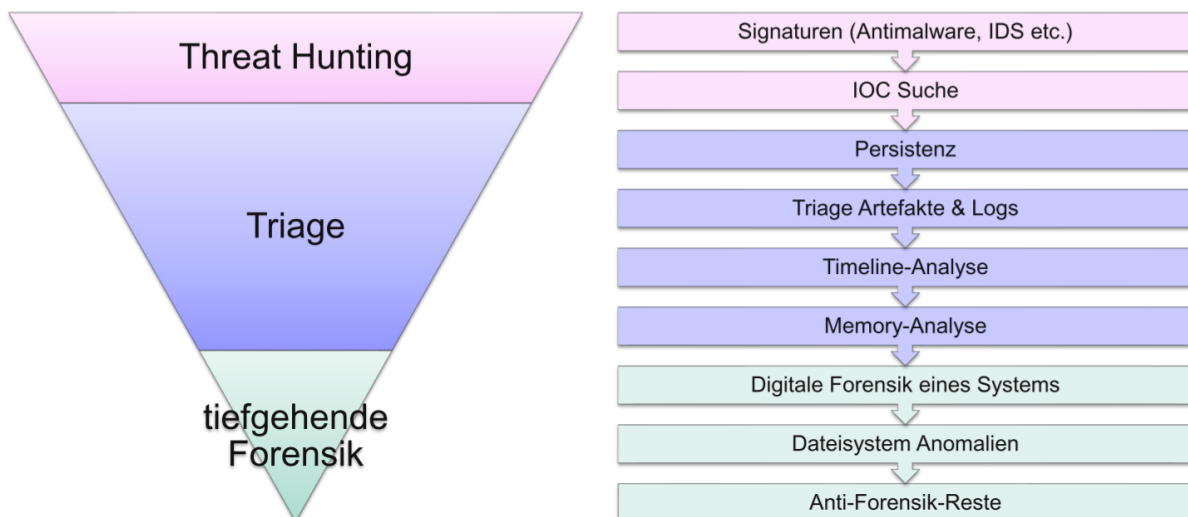 Threat Hunting
Triage
tiefgehende
Forensik
Signaturen (Antimalware, IDS etc.)
IOC Suche
Persistenz
Triage Artefakte & Logs
Timeline-Analyse
Memory-Analyse
Digitale Forensik eines Systems
Dateisystem Anomalien
Anti-Forensik-Reste